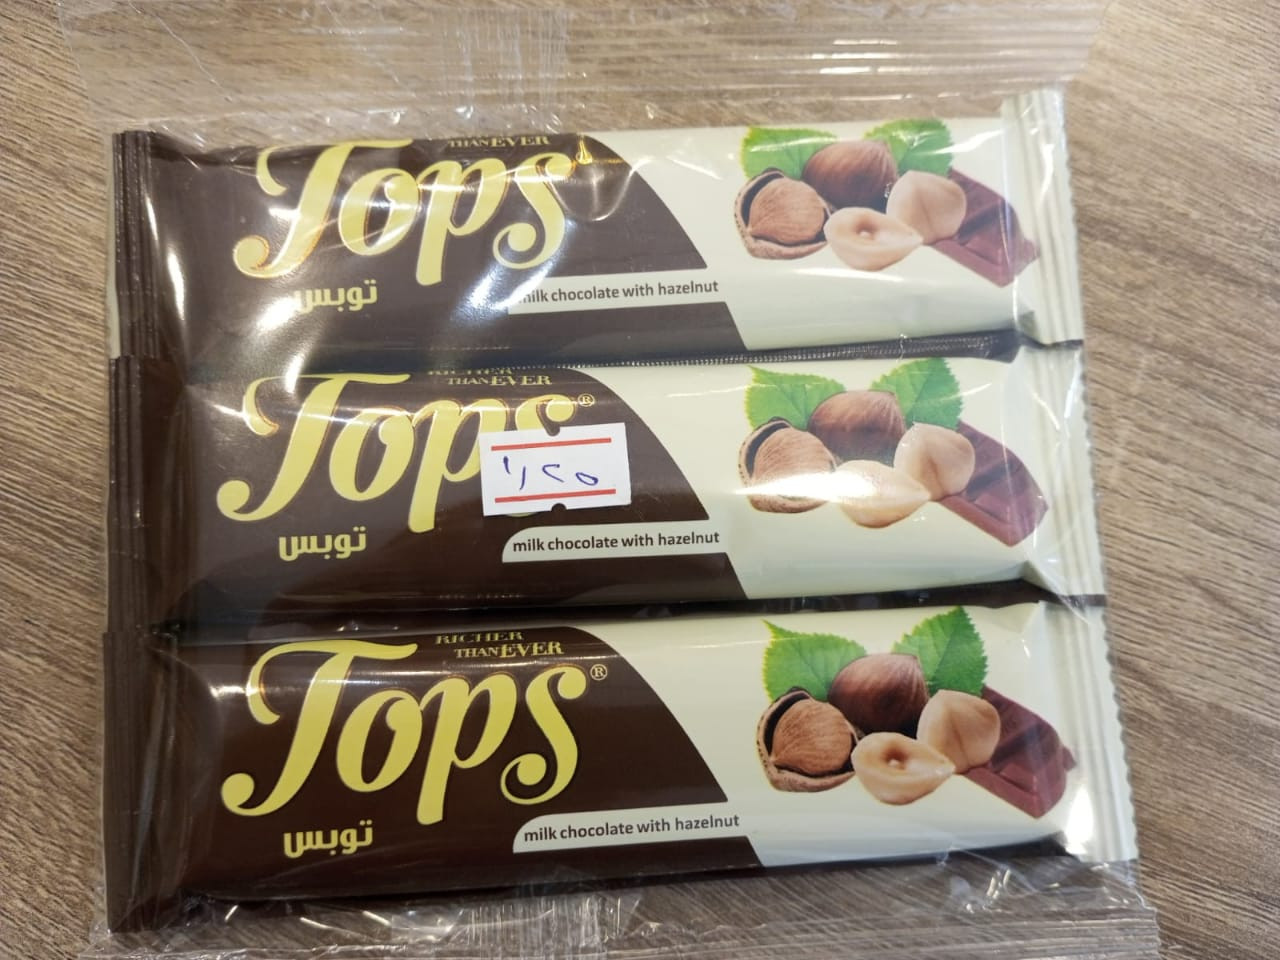 THAN EVER
Tops
توبس
milk chocolate with hazelnut
RICHER
THAN EVER
Tops®
١,٢٥
توبس
milk chocolate with hazelnut
RICHER
THAN EVER
Tops®
توبس
milk chocolate with hazelnut